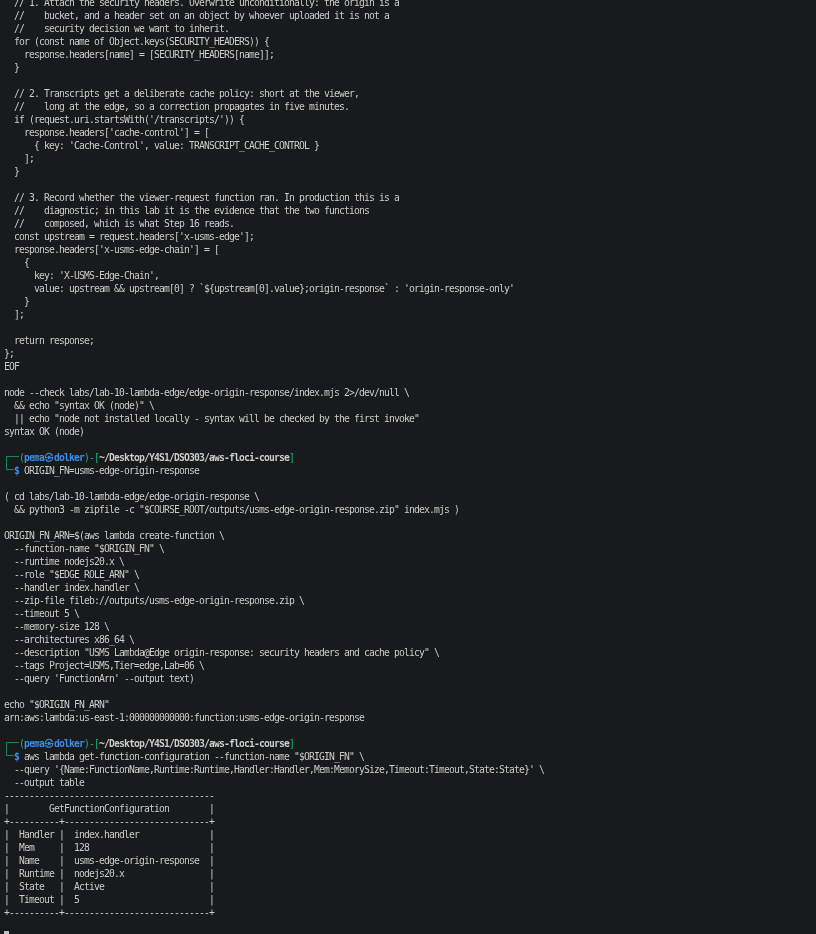 // 1. Attach the security headers. Overwrite unconditionally: the origin is a
  //    bucket, and a header set on an object by whoever uploaded it is not a
  //    security decision we want to inherit.
  for (const name of Object.keys(SECURITY_HEADERS)) {
    response.headers[name] = [SECURITY_HEADERS[name]];
  }

  // 2. Transcripts get a deliberate cache policy: short at the viewer,
  //    long at the edge, so a correction propagates in five minutes.
  if (request.uri.startsWith('/transcripts/')) {
    response.headers['cache-control'] = [
      { key: 'Cache-Control', value: TRANSCRIPT_CACHE_CONTROL }
    ];
  }

  // 3. Record whether the viewer-request function ran. In production this is a
  //    diagnostic; in this lab it is the evidence that the two functions
  //    composed, which is what Step 16 reads.
  const upstream = request.headers['x-usms-edge'];
  response.headers['x-usms-edge-chain'] = [
    {
      key: 'X-USMS-Edge-Chain',
      value: upstream && upstream[0] ? `${upstream[0].value};origin-response` : 'origin-response-only'
    }
  ];

  return response;
};
EOF

node --check labs/lab-10-lambda-edge/edge-origin-response/index.mjs 2>/dev/null \
  && echo "syntax OK (node)" \
  || echo "node not installed locally - syntax will be checked by the first invoke"
syntax OK (node)

┌──(pema㉿dolker)-[~/Desktop/Y4S1/DSO303/aws-floci-course]
└─$ ORIGIN_FN=usms-edge-origin-response

( cd labs/lab-10-lambda-edge/edge-origin-response \
  && python3 -m zipfile -c "$COURSE_ROOT/outputs/usms-edge-origin-response.zip" index.mjs )

ORIGIN_FN_ARN=$(aws lambda create-function \
  --function-name "$ORIGIN_FN" \
  --runtime nodejs20.x \
  --role "$EDGE_ROLE_ARN" \
  --handler index.handler \
  --zip-file fileb://outputs/usms-edge-origin-response.zip \
  --timeout 5 \
  --memory-size 128 \
  --architectures x86_64 \
  --description "USMS Lambda@Edge origin-response: security headers and cache policy" \
  --tags Project=USMS,Tier=edge,Lab=06 \
  --query 'FunctionArn' --output text)

echo "$ORIGIN_FN_ARN"
arn:aws:lambda:us-east-1:000000000000:function:usms-edge-origin-response

┌──(pema㉿dolker)-[~/Desktop/Y4S1/DSO303/aws-floci-course]
└─$ aws lambda get-function-configuration --function-name "$ORIGIN_FN" \
  --query '{Name:FunctionName,Runtime:Runtime,Handler:Handler,Mem:MemorySize,Timeout:Timeout,State:State}' \
  --output table
------------------------------------------
|        GetFunctionConfiguration        |
+----------+-----------------------------+
|  Handler |  index.handler              |
|  Mem     |  128                        |
|  Name    |  usms-edge-origin-response  |
|  Runtime |  nodejs20.x                 |
|  State   |  Active                     |
|  Timeout |  5                          |
+----------+-----------------------------+